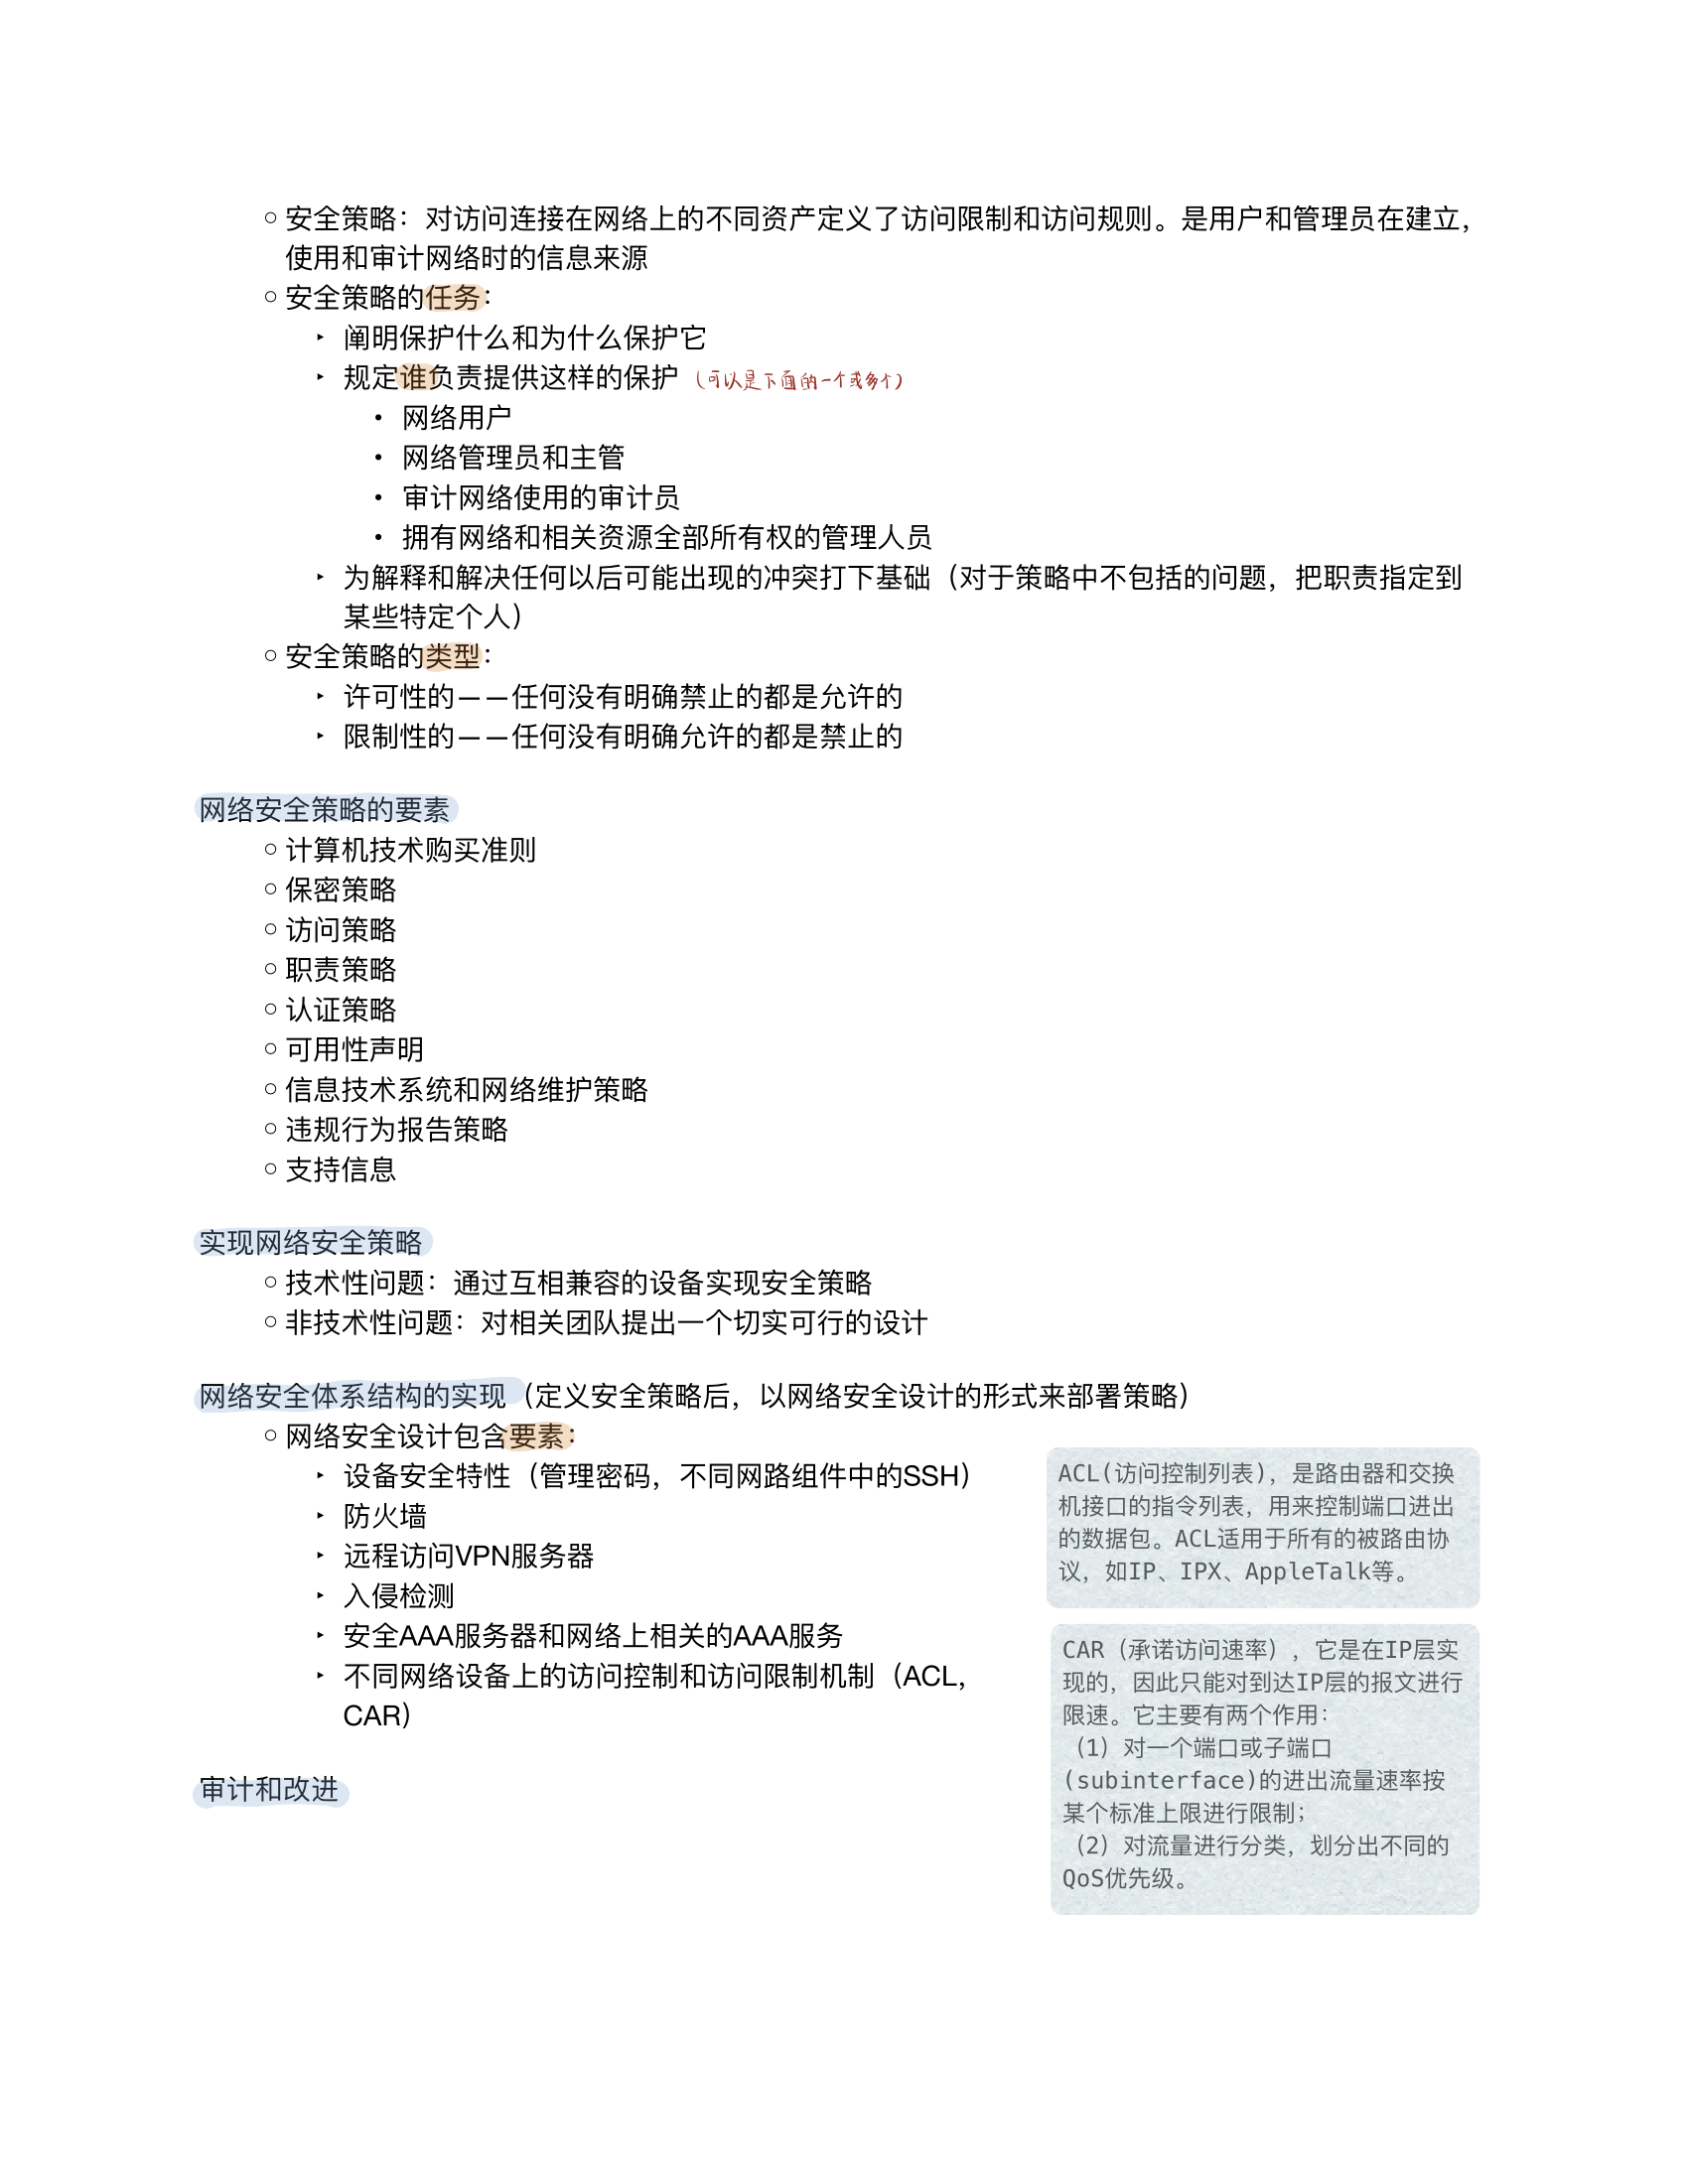 ○ 安全策略：对访问连接在网络上的不同资产定义了访问限制和访问规则。是用户和管理员在建立，
使用和审计网络时的信息来源
○ 安全策略的任务：
‣ 阐明保护什么和为什么保护它
‣ 规定谁负责提供这样的保护（可以是下面的一个或多个）
• 网络用户
• 网络管理员和主管
• 审计网络使用的审计员
• 拥有网络和相关资源全部所有权的管理人员
‣ 为解释和解决任何以后可能出现的冲突打下基础（对于策略中不包括的问题，把职责指定到
某些特定个人）
○ 安全策略的类型：
‣ 许可性的——任何没有明确禁止的都是允许的
‣ 限制性的——任何没有明确允许的都是禁止的
网络安全策略的要素
○ 计算机技术购买准则
○ 保密策略
○ 访问策略
○ 职责策略
○ 认证策略
○ 可用性声明
○ 信息技术系统和网络维护策略
○ 违规行为报告策略
○ 支持信息
实现网络安全策略
○ 技术性问题：通过互相兼容的设备实现安全策略
○ 非技术性问题：对相关团队提出一个切实可行的设计
网络安全体系结构的实现（定义安全策略后，以网络安全设计的形式来部署策略）
○ 网络安全设计包含要素：
‣ 设备安全特性（管理密码，不同网路组件中的SSH）
‣ 防火墙
‣ 远程访问VPN服务器
‣ 入侵检测
‣ 安全AAA服务器和网络上相关的AAA服务
‣ 不同网络设备上的访问控制和访问限制机制（ACL，
CAR）
审计和改进
ACL(访问控制列表)，是路由器和交换
机接口的指令列表，用来控制端口进出
的数据包。ACL适用于所有的被路由协
议，如IP、IPX、AppleTalk等。
CAR（承诺访问速率），它是在IP层实
现的，因此只能对到达IP层的报文进行
限速。它主要有两个作用：
（1）对一个端口或子端口
(subinterface)的进出流量速率按
某个标准上限进行限制；
（2）对流量进行分类，划分出不同的
QoS优先级。